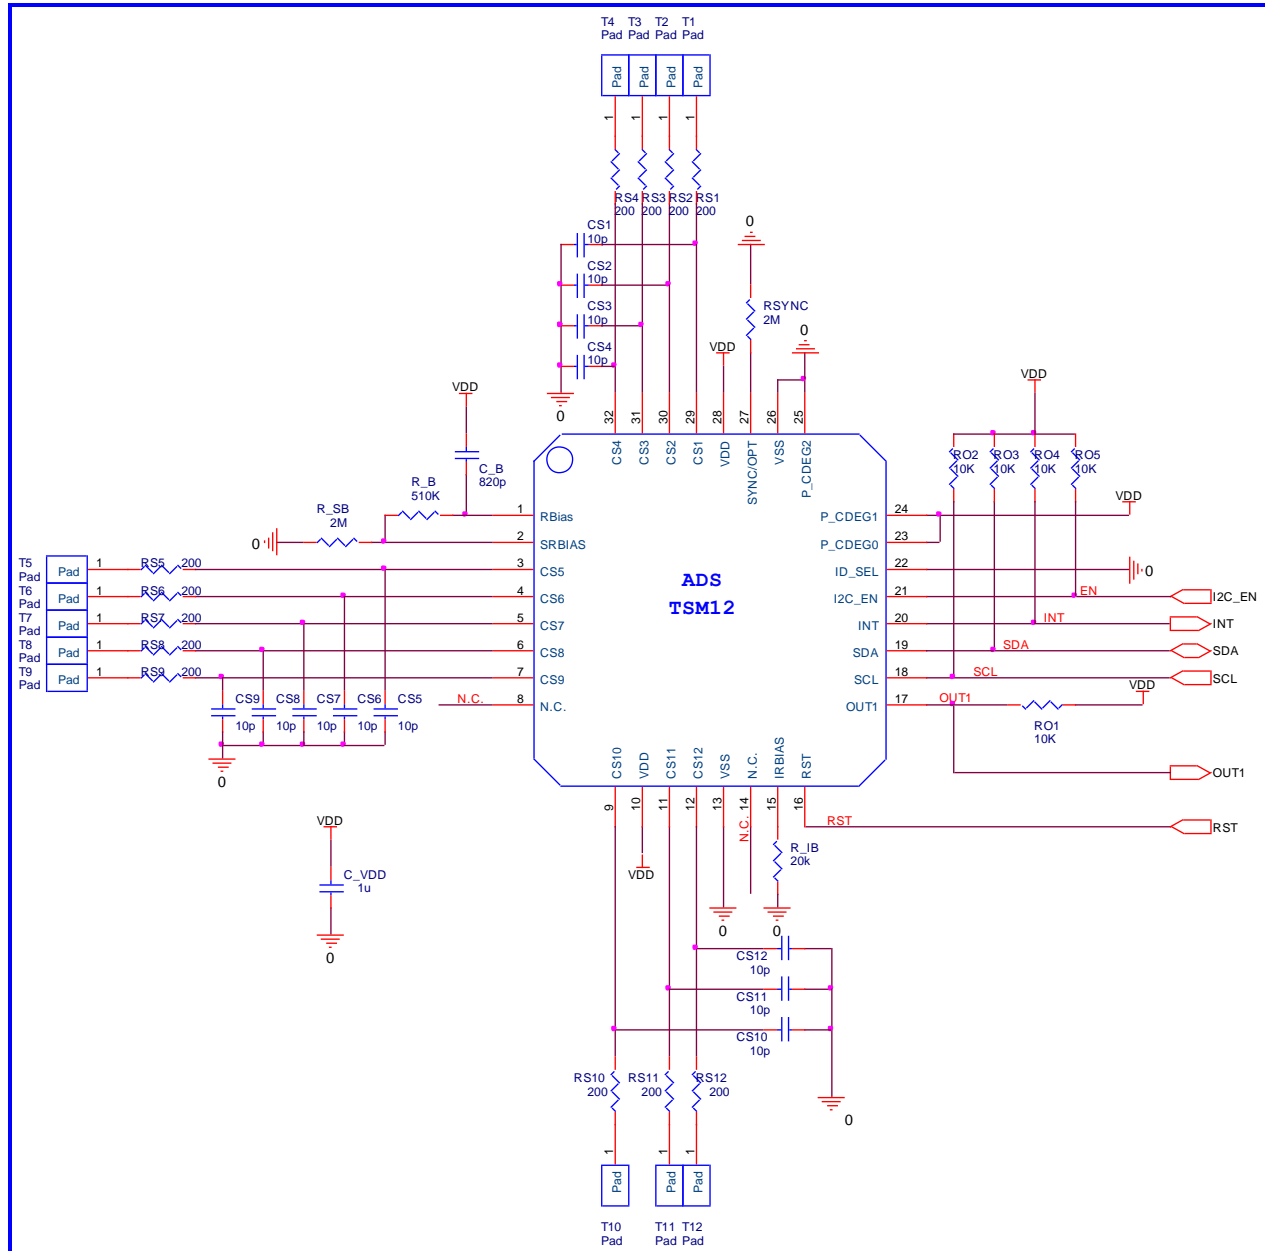 T4 T3 T2 T1
Pad Pad Pad Pad
Pad Pad Pad Pad
1 1 1 1
RS4 RS3 RS2 RS1
200 200 200 200
CS1
10p
0
CS2
10p
CS3
10p
RSYNC
2M
0
CS4
10p
VDD
VDD
VDD
0
32 31 30 29 28 27 26 25
CS4 CS3 CS2 CS1 VDD SYNC/OPT VSS P_CDEG2
C_B
820p
R_B
510K
R_SB
2M
0
RO2 RO3 RO4 RO5
10K 10K 10K 10K
VDD
1 RBias
2 SRBIAS
3 CS5
4 CS6
5 CS7
6 CS8
7 CS9
8 N.C.
N.C.
P_CDEG1 24
P_CDEG0 23
ID_SEL 22
0
I2C_EN 21
EN
I2C_EN
INT 20
INT
INT
SDA 19
SDA
SDA
SCL 18
SCL
SCL
OUT1 17
OUT1
VDD
RO1
10K
OUT1
ADS
TSM12
T5
Pad
Pad 1 RS5 200
T6
Pad
Pad 1 RS6 200
T7
Pad
Pad 1 RS7 200
T8
Pad
Pad 1 RS8 200
T9
Pad
Pad 1 RS9 200
CS9 CS8 CS7 CS6 CS5
10p 10p 10p 10p 10p
0
CS10 VDD CS11 CS12 VSS N.C. IRBIAS RST
9 10 11 12 13 14 15 16
N.C.
RST
RST
VDD
R_IB
20k
VDD
C_VDD
1u
0
0
0
CS12
10p
CS11
10p
CS10
10p
RS10 RS11 RS12
200 200 200
0
1 1 1
Pad Pad Pad
T10 T11 T12
Pad Pad Pad